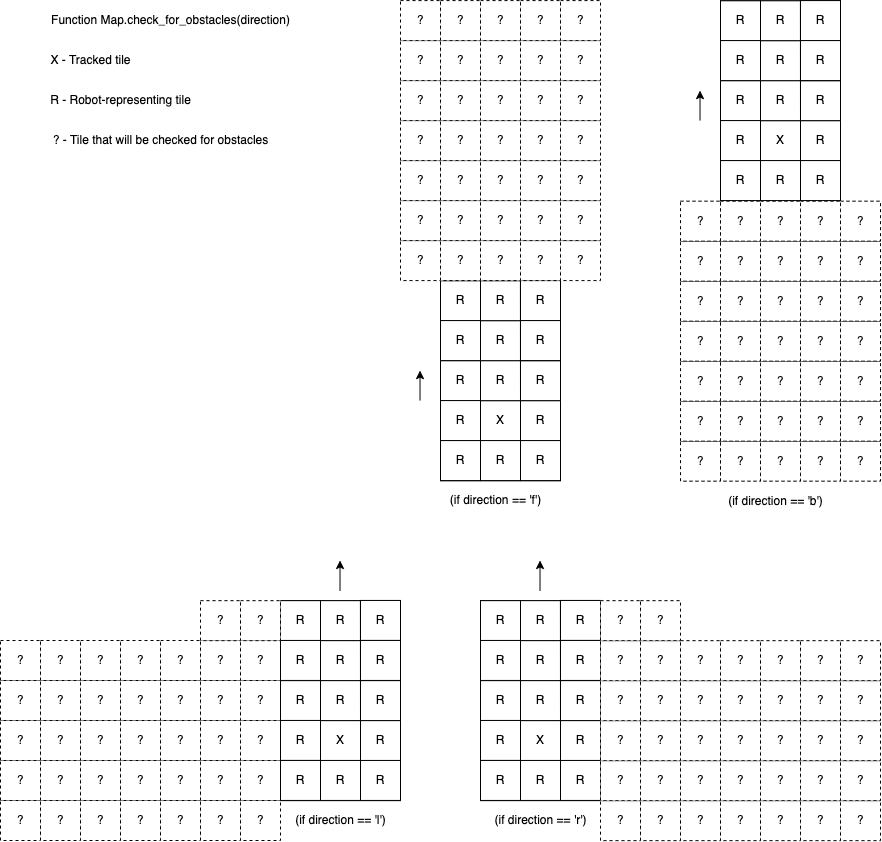 Function Map.check_for_obstacles(direction)
X - Tracked tile
R - Robot-representing tile
? - Tile that will be checked for obstacles
? ? ? ? ?
? ? ? ? ?
? ? ? ? ?
? ? ? ? ?
? ? ? ? ?
? ? ? ? ?
? ? ? ? ?
R R R
R R R
R R R
R X R
R R R
(if direction == 'f')
R R R
R R R
R R R
R X R
R R R
? ? ? ? ?
? ? ? ? ?
? ? ? ? ?
? ? ? ? ?
? ? ? ? ?
? ? ? ? ?
? ? ? ? ?
(if direction == 'b')
? ? R R R
? ? ? ? ? ? ? R R R
? ? ? ? ? ? ? R R R
? ? ? ? ? ? ? R X R
? ? ? ? ? ? ? R R R
? ? ? ? ? ? ? (if direction == 'l')
R R R ? ?
R R R ? ? ? ? ? ? ?
R R R ? ? ? ? ? ? ?
R X R ? ? ? ? ? ? ?
R R R ? ? ? ? ? ? ?
(if direction == 'r') ? ? ? ? ? ? ?